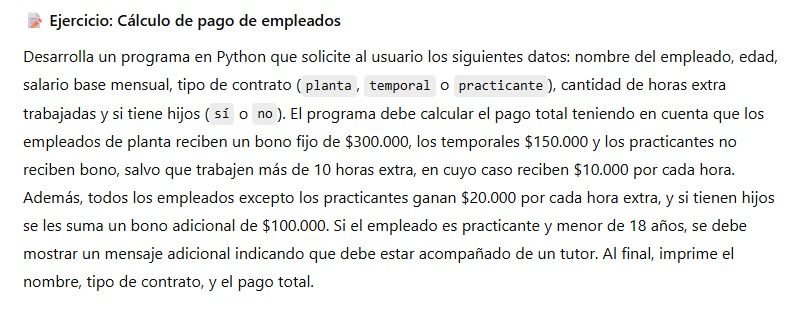 📝 Ejercicio: Cálculo de pago de empleados
Desarrolla un programa en Python que solicite al usuario los siguientes datos: nombre del empleado, edad,
salario base mensual, tipo de contrato ( planta , temporal o practicante ), cantidad de horas extra
trabajadas y si tiene hijos ( sí o no ). El programa debe calcular el pago total teniendo en cuenta que los
empleados de planta reciben un bono fijo de $300.000, los temporales $150.000 y los practicantes no
reciben bono, salvo que trabajen más de 10 horas extra, en cuyo caso reciben $10.000 por cada hora.
Además, todos los empleados excepto los practicantes ganan $20.000 por cada hora extra, y si tienen hijos
se les suma un bono adicional de $100.000. Si el empleado es practicante y menor de 18 años, se debe
mostrar un mensaje adicional indicando que debe estar acompañado de un tutor. Al final, imprime el
nombre, tipo de contrato, y el pago total.